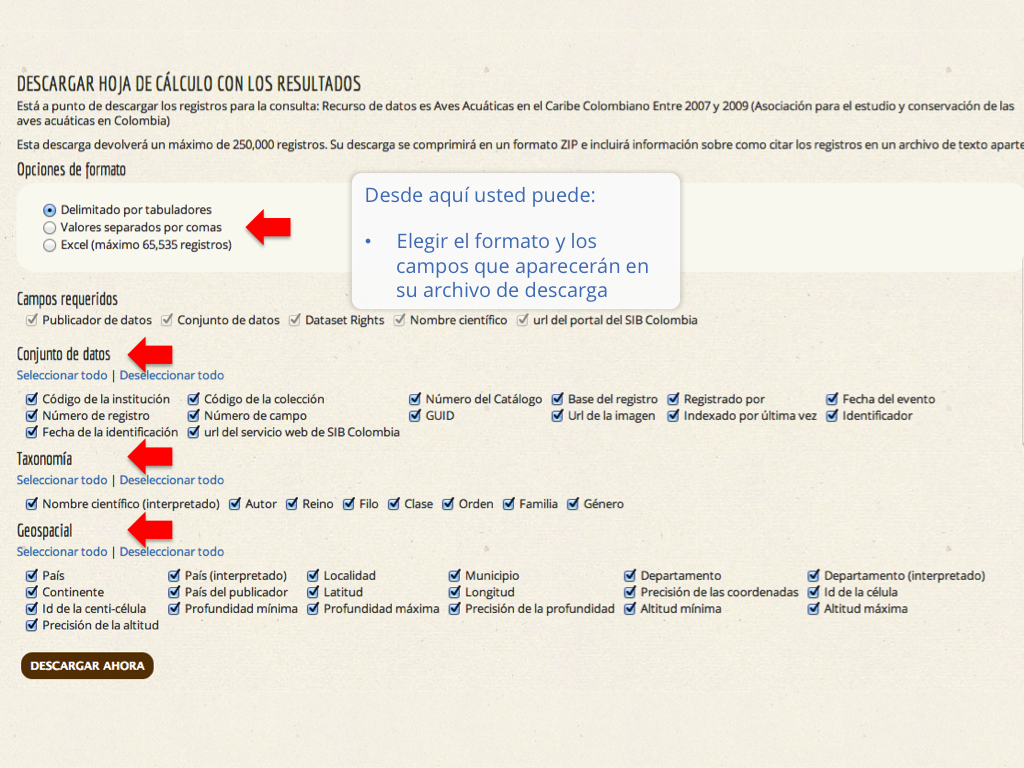 DESCARGAR HOJA DE CÁLCULO CON LOS RESULTADOS
Está a punto de descargar los registros para la consulta: Recurso de datos es Aves Acuáticas en el Caribe Colombiano Entre 2007 y 2009 (Asociación para el estudio y conservación de las
aves acuáticas en Colombia)
Esta descarga devolverá un máximo de 250,000 registros. Su descarga se comprimirá en un formato ZIP e incluirá información sobre como citar los registros en un archivo de texto aparte
Opciones de formato
Delimitado por tabuladores
Valores separados por comas
Excel (máximo 65,535 registros)
Desde aquí usted puede:
• Elegir el formato y los
campos que aparecerán en
su archivo de descarga
Campos requeridos
Publicador de datos Conjunto de datos Dataset Rights Nombre científico url del portal del SIB Colombia
Conjunto de datos
Seleccionar todo | Deseleccionar todo
Código de la institución Código de la colección Número del Catálogo Base del registro Registrado por Fecha del evento
Número de registro Número de campo GUID Url de la imagen Indexado por última vez Identificador
Fecha de la identificación url del servicio web de SIB Colombia
Taxonomía
Seleccionar todo | Deseleccionar todo
Nombre científico (interpretado) Autor Reino Filo Clase Orden Familia Género
Geospacial
Seleccionar todo | Deseleccionar todo
País País (interpretado) Localidad Municipio Departamento Departamento (interpretado)
Continente País del publicador Latitud Longitud Precisión de las coordenadas Id de la célula
Id de la centi-célula Profundidad mínima Profundidad máxima Precisión de la profundidad Altitud mínima Altitud máxima
Precisión de la altitud
DESCARGAR AHORA